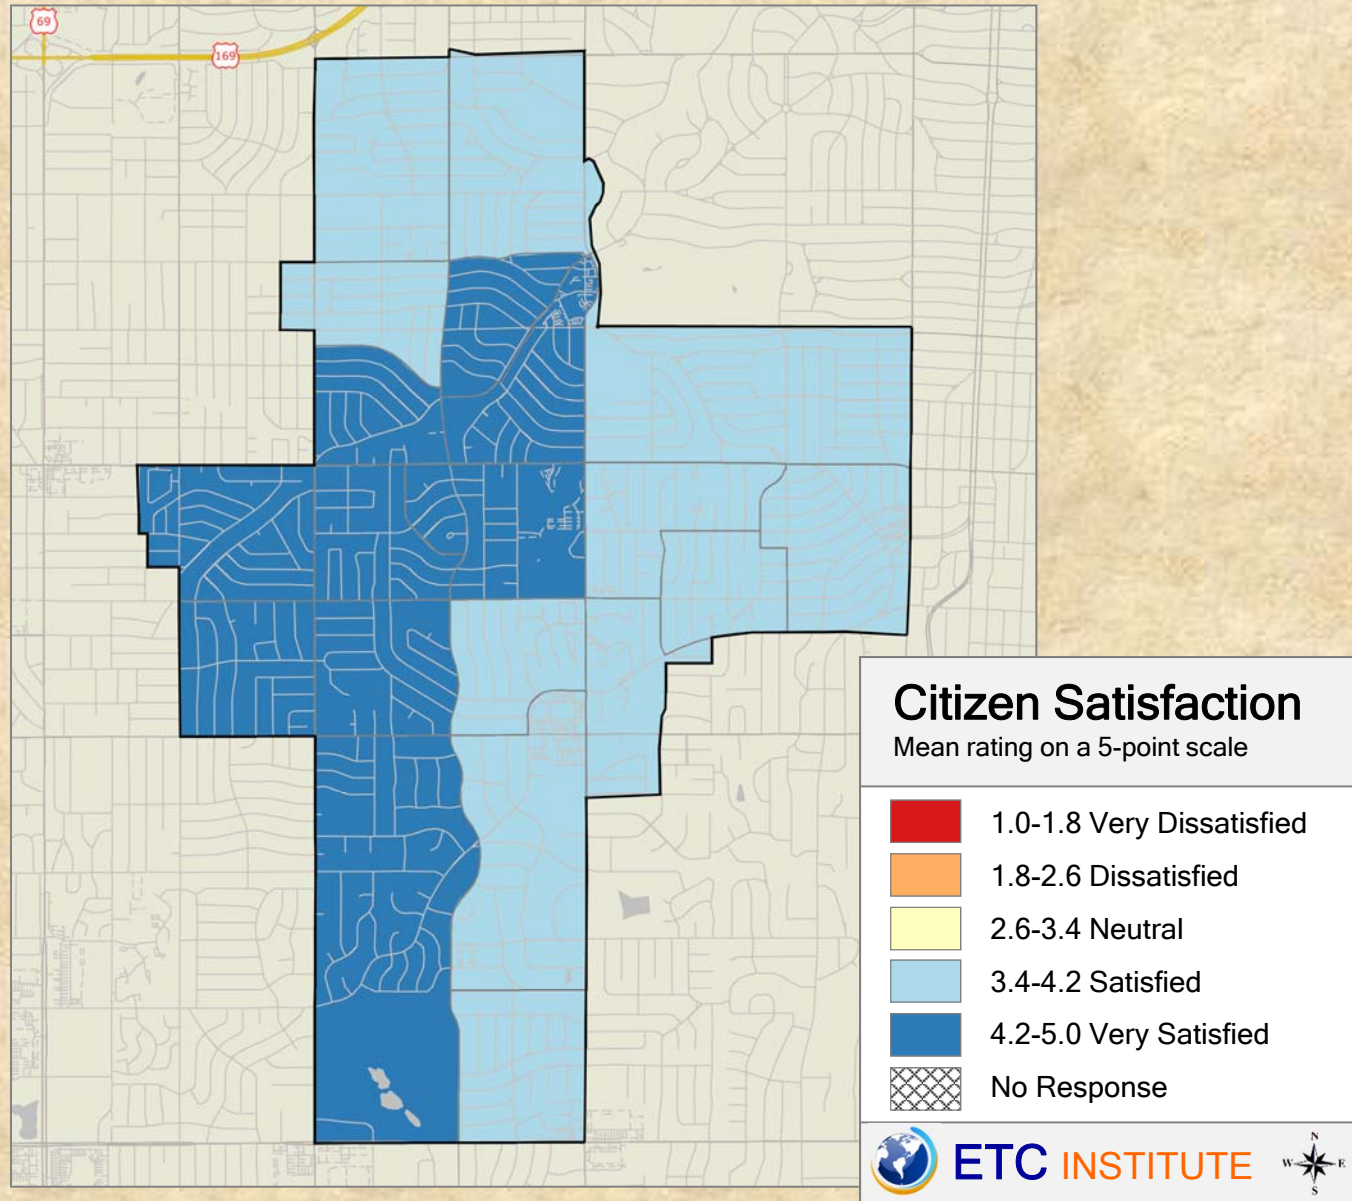 69
169
Citizen Satisfaction
Mean rating on a 5-point scale
1.0-1.8 Very Dissatisfied
1.8-2.6 Dissatisfied
2.6-3.4 Neutral
3.4-4.2 Satisfied
4.2-5.0 Very Satisfied
No Response
ETC INSTITUTE
N
W E
S